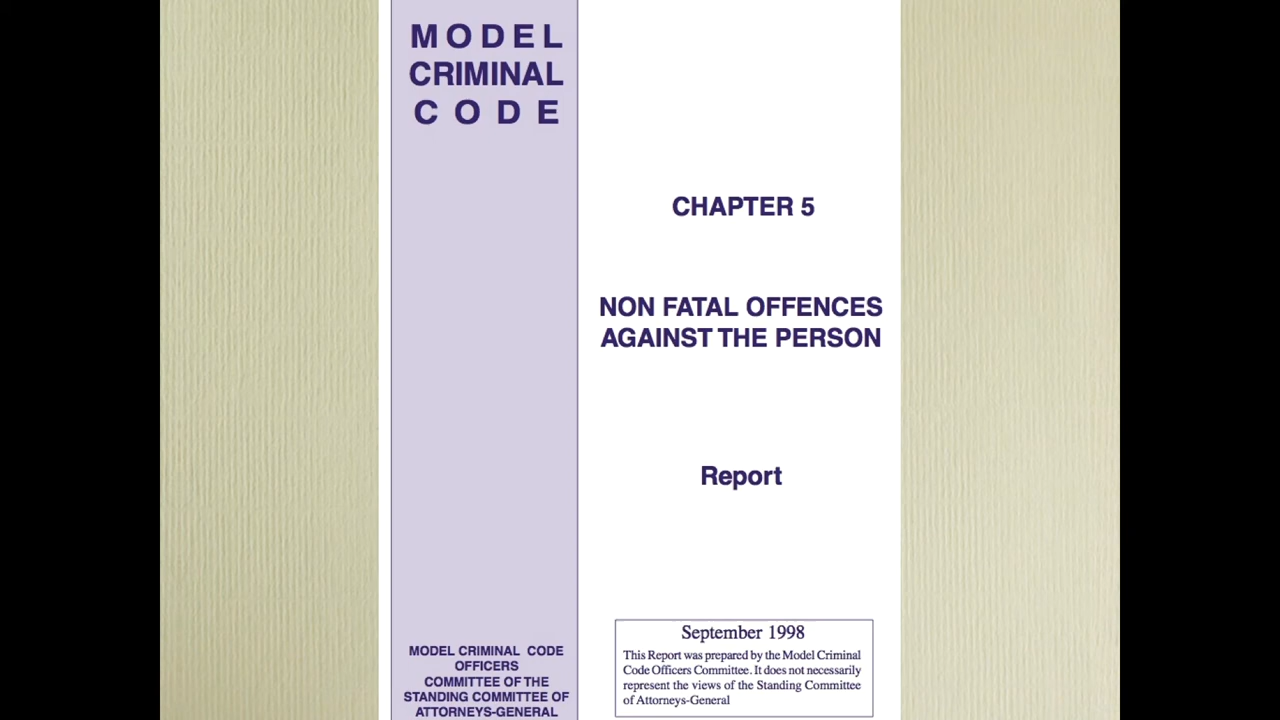 MODEL
CRIMINAL
CODE
CHAPTER 5
NON FATAL OFFENCES
AGAINST THE PERSON
Report
MODEL CRIMINAL CODE
OFFICERS
COMMITTEE OF THE
STANDING COMMITTEE OF
ATTORNEYS-GENERAL
September 1998
This Report was prepared by the Model Criminal
Code Officers Committee. It does not necessarily
represent the views of the Standing Committee
of Attorneys-General